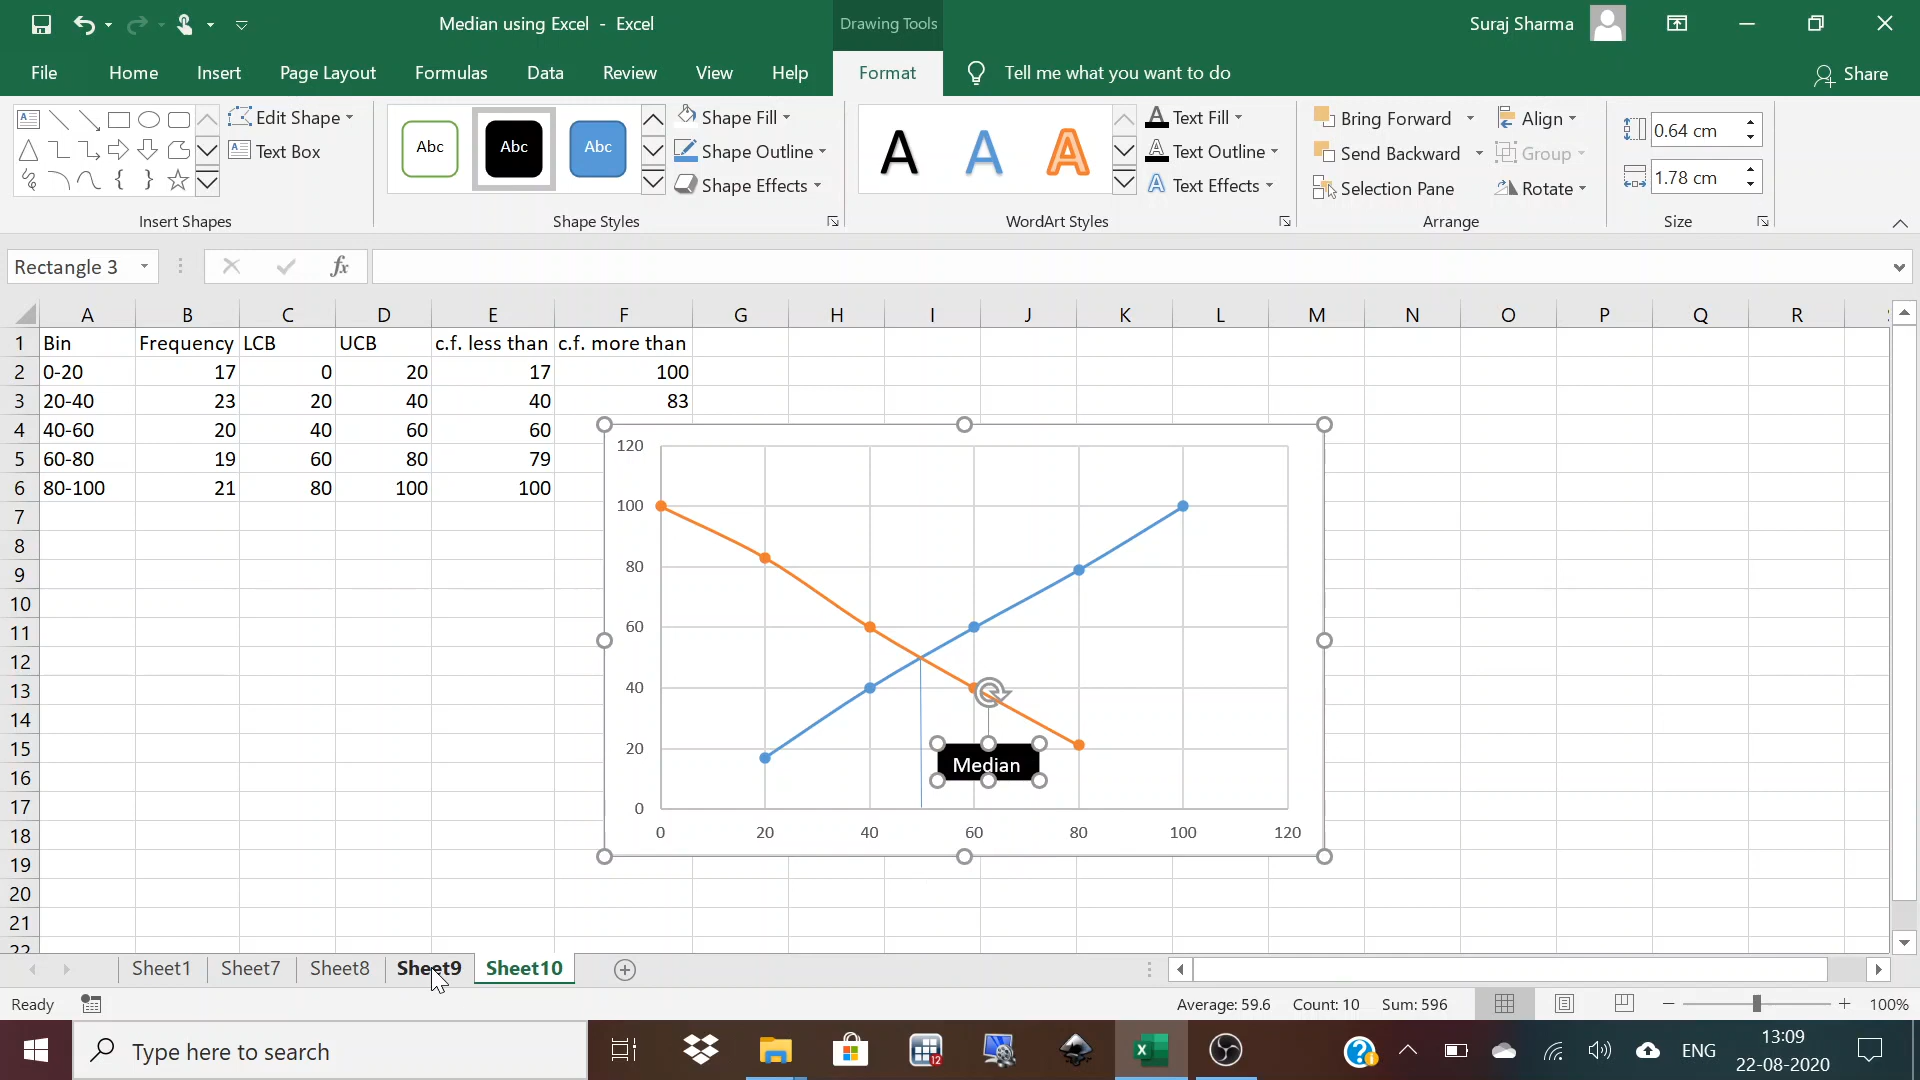 Median using Excel - Excel
Drawing Tools
Suraj Sharma
File Home Insert Page Layout Formulas Data Review View Help Format Tell me what you want to do Share
Edit Shape
Text Box
Insert Shapes
Abc Abc Abc
Shape Fill
Shape Outline
Shape Effects
Shape Styles
A A A
Text Fill
Text Outline
Text Effects
WordArt Styles
Bring Forward
Send Backward
Selection Pane
Align
Group
Rotate
Arrange
0.64 cm
1.78 cm
Size
Rectangle 3 fx
A B C D E F G H I J K L M N O P Q R
1 Bin Frequency LCB UCB c.f. less than c.f. more than
2 0-20 17 0 20 17 100
3 20-40 23 20 40 40 83
4 40-60 20 40 60 60
5 60-80 19 60 80 79
6 80-100 21 80 100 100
7
8
9
10
11
12
13
14
15
16
17
18
19
20
21
22
120
100
80
60
40
20
0
0 20 40 60 80 100 120
Median
Sheet1 Sheet7 Sheet8 Sheet9 Sheet10
Ready
Average: 59.6 Count: 10 Sum: 596
100%
Type here to search
12
ENG
13:09
22-08-2020